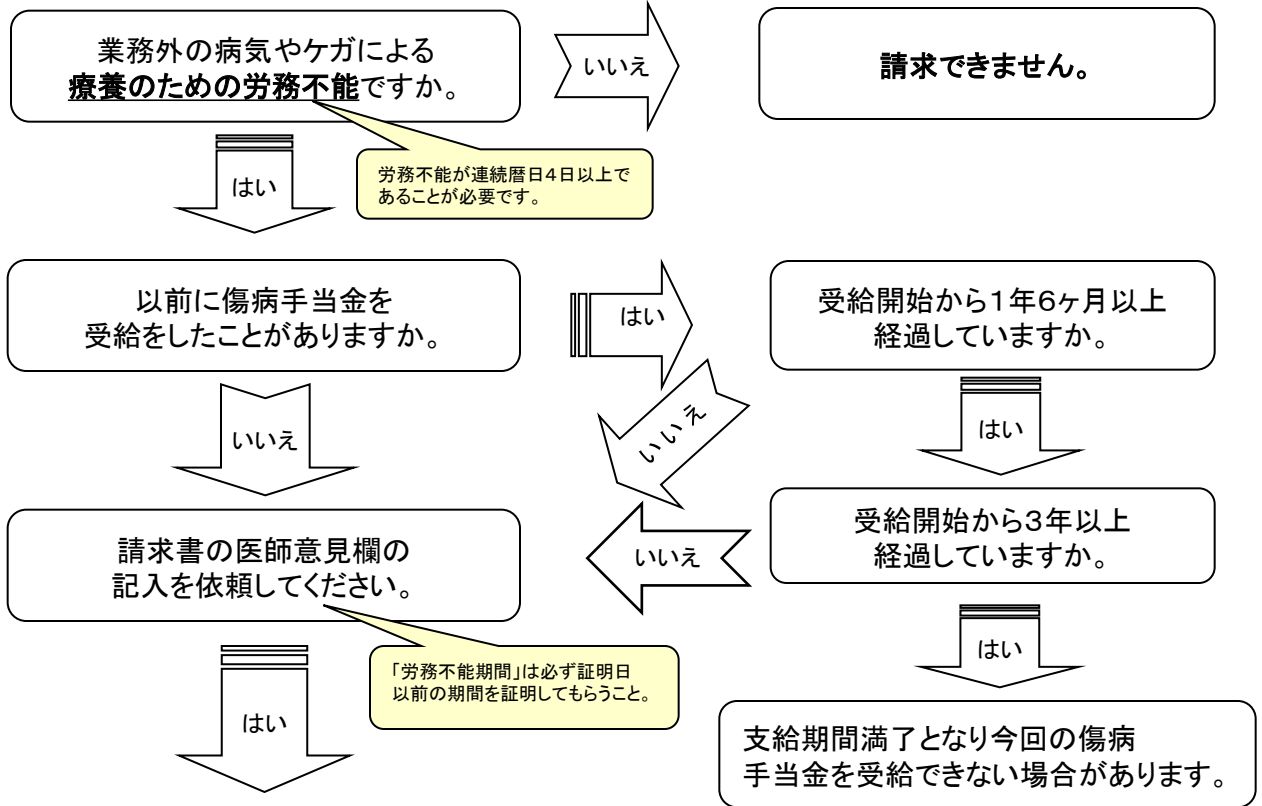 業務外の病気やケガによる
療養のための労務不能ですか。
いいえ
請求できません。
はい
労務不能が連続暦日4日以上で
あることが必要です。
以前に傷病手当金を
受給をしたことがありますか。
はい
受給開始から1年6ヶ月以上
経過していますか。
いいえ
いいえ
はい
請求書の医師意見欄の
記入を依頼してください。
いいえ
受給開始から3年以上
経過していますか。
「労務不能期間」は必ず証明日
以前の期間を証明してもらうこと。
はい
はい
支給期間満了となり今回の傷病
手当金を受給できない場合があります。